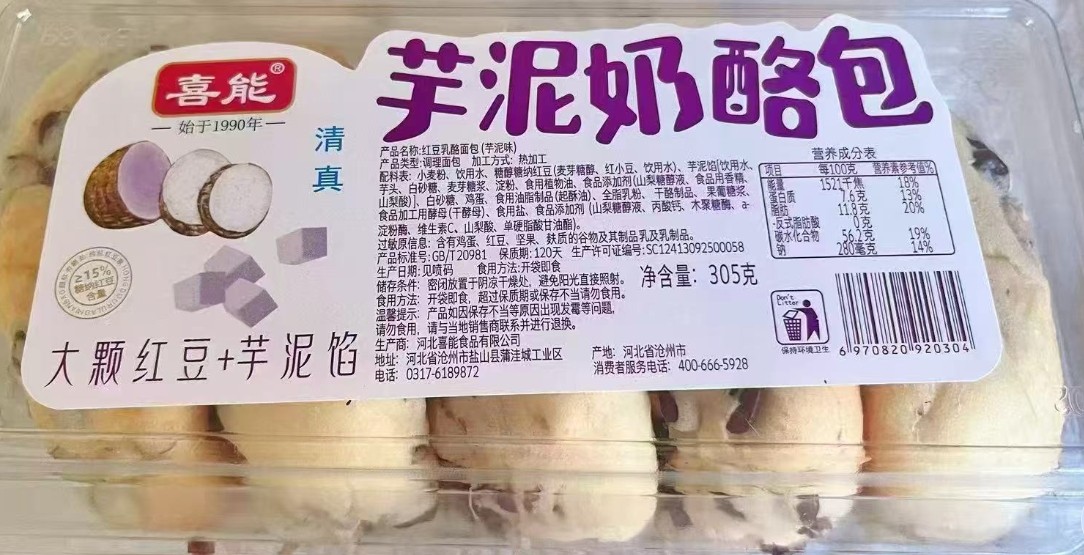 喜能®
始于1990年
清真
芋泥奶酪包
产品名称:红豆乳酪面包(芋泥味)
产品类型:调理面包 加工方式:热加工
配料表:小麦粉、饮用水、糖醇糖纳红豆(麦芽糖醇、红小豆、饮用水)、芋泥馅(饮用水、
芋头、白砂糖、麦芽糖浆、淀粉、食用植物油、食品添加剂(山梨糖醇液、食品用香精、
山梨酸)]、白砂糖、鸡蛋、食用油脂制品(起酥油)、全脂乳粉、干酪制品、果葡糖浆、
食品加工用酵母(干酵母)、食用盐、食品添加剂(山梨糖醇液、丙酸钙、木聚糖酶、a-
淀粉酶、维生素C、山梨酸、单硬脂酸甘油酯)。
过敏原信息:含有鸡蛋、红豆、坚果、麸质的谷物及其制品乳及乳制品。
产品标准号:GB/T20981 保质期:120天 生产许可证编号:SC12413092500058
生产日期:见喷码 食用方法:开袋即食
储存条件:密闭放置于阴凉干燥处,避免阳光直接照射。
净含量:305克
食用方法:开袋即食,超过保质期或保存不当请勿食用。
温馨提示:产品如因保存不当等原因出现发霉等问题,
请勿食用,请与当地销售商联系并进行退换。
生产商:河北喜能食品有限公司
地址:河北省沧州市盐山县蒲洼城工业区 产地:河北省沧州市
电话:0317-6189872 消费者服务电话:400-666-5928
营养成分表
项目 每100克 营养素参考值%
能量 1521千焦 18%
蛋白质 7.6克 13%
脂肪 11.8克 20%
-反式脂肪酸 0克
碳水化合物 56.2克 19%
钠 280毫克 14%
≥15%
糖纳红豆
含量
大颗红豆+芋泥馅
Don't
Litter
保持环境卫生
6 970820 920304